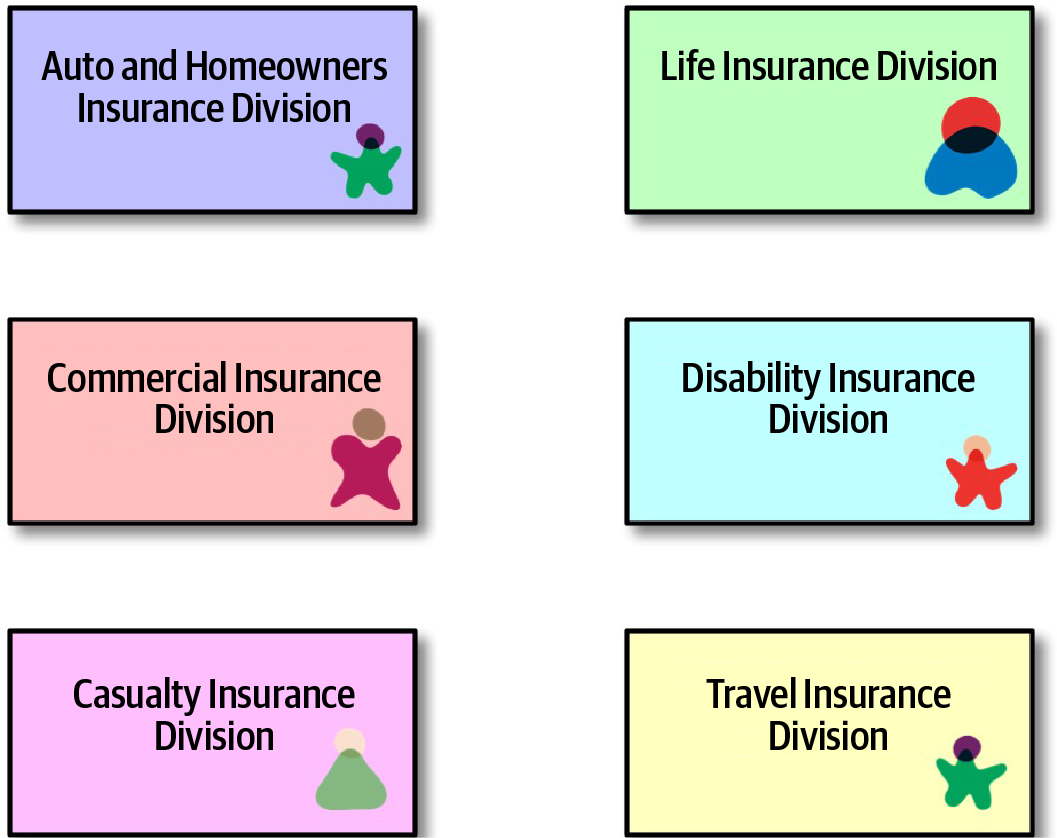 Auto and Homeowners
Insurance Division
Life Insurance Division
Commercial Insurance
Division
Disability Insurance
Division
Casualty Insurance
Division
Travel Insurance
Division